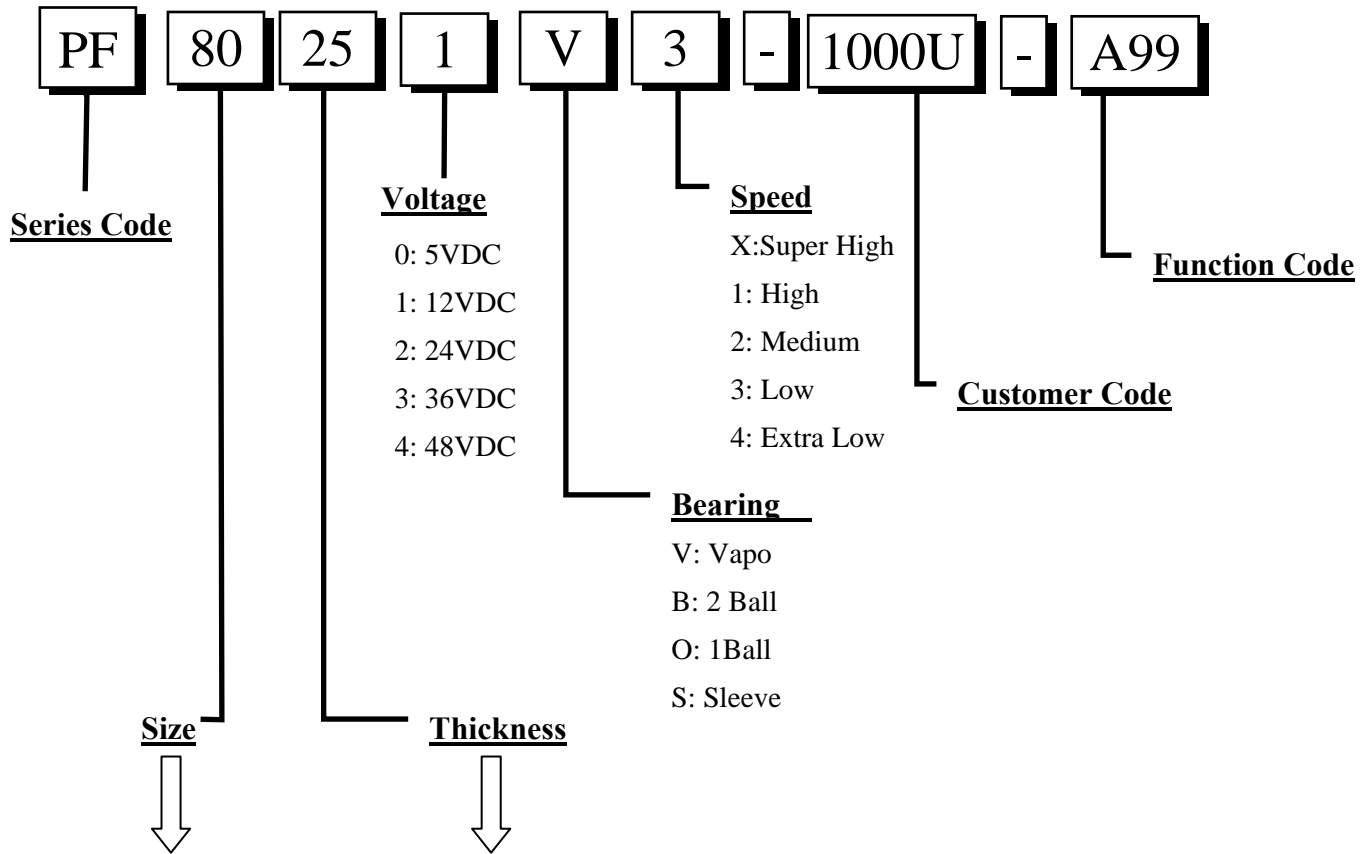 PF 80 25 1 V 3 - 1000U - A99
Series Code
Voltage
0: 5VDC
1: 12VDC
2: 24VDC
3: 36VDC
4: 48VDC
Speed
X:Super High
1: High
2: Medium
3: Low
4: Extra Low
Function Code
Customer Code
Bearing
V: Vapo
B: 2 Ball
O: 1Ball
S: Sleeve
Size
Thickness